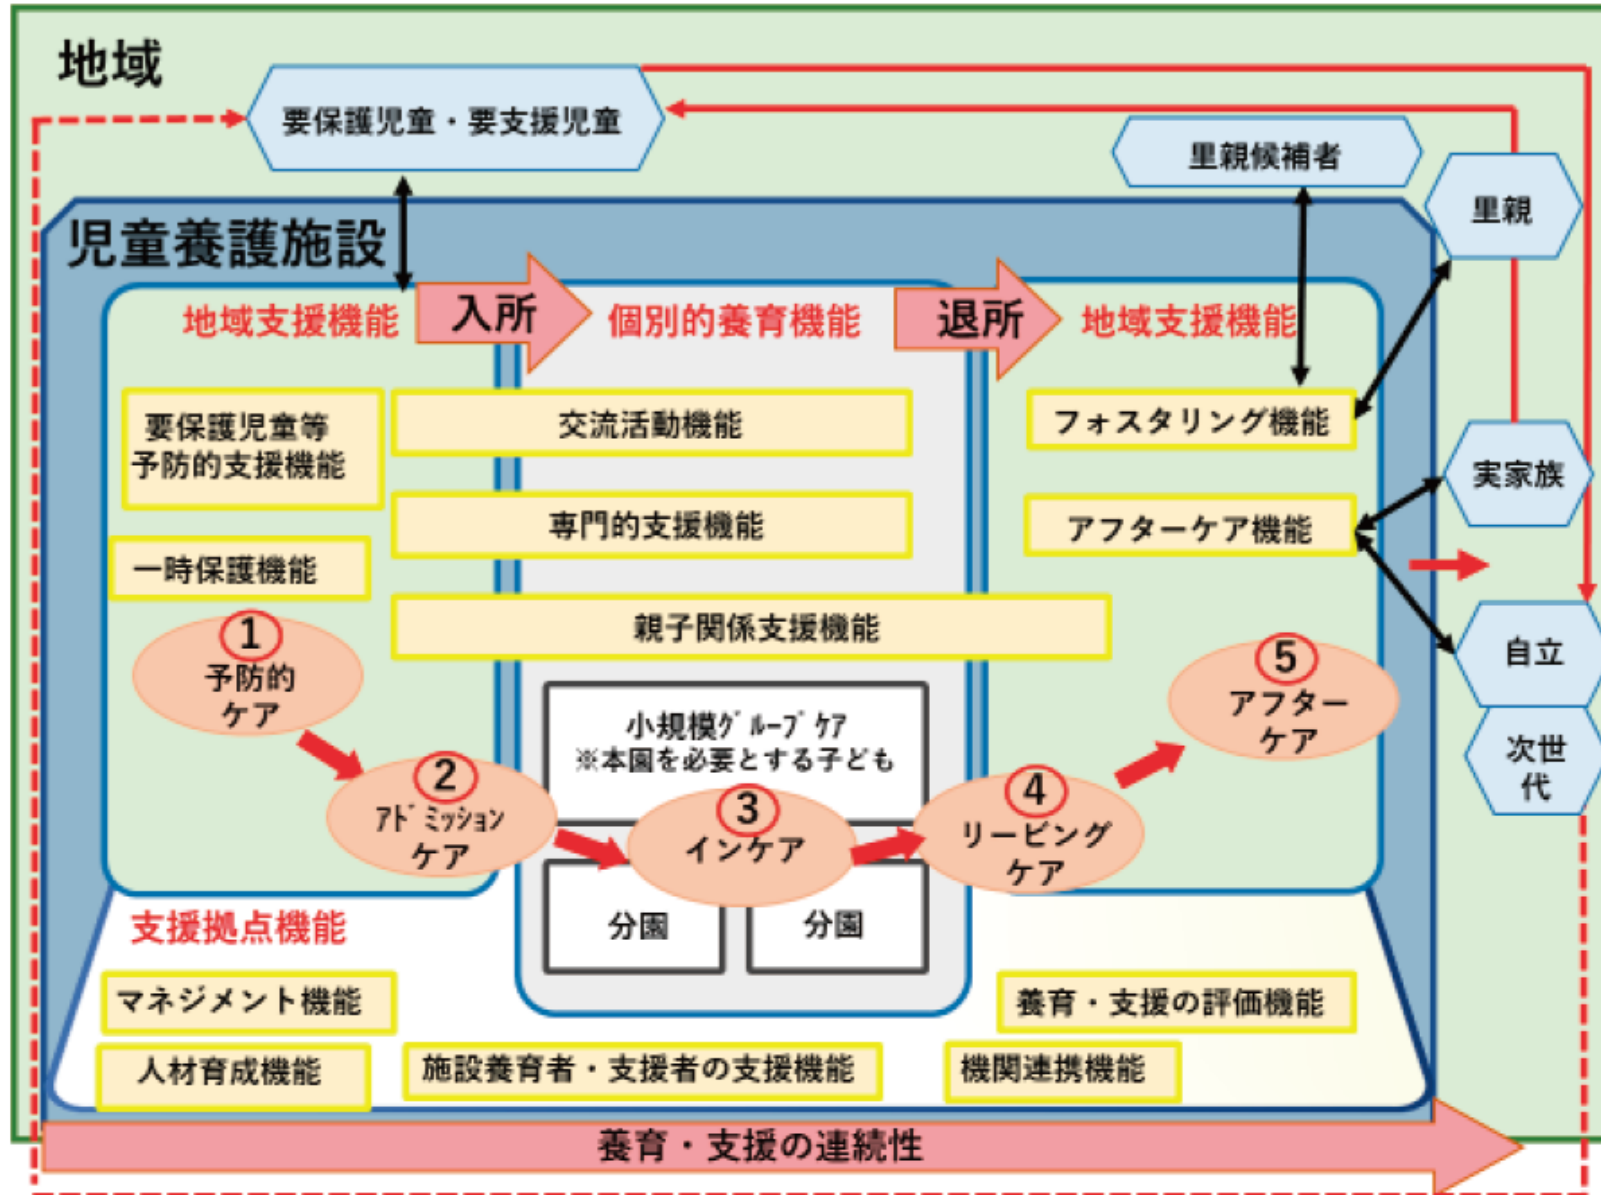 地域
要保護児童・要支援児童
里親候補者
里親
児童養護施設
地域支援機能
入所
個別的養育機能
退所
地域支援機能
要保護児童等
予防的支援機能
交流活動機能
フォスタリング機能
専門的支援機能
アフターケア機能
実家族
一時保護機能
親子関係支援機能
自立
次世
代
①
予防的
ケア
②
ｱﾄﾞﾐｯｼｮﾝ
ケア
小規模ｸﾞﾙｰﾌﾟｹｱ
※本園を必要とする子ども
③
インケア
④
リービング
ケア
⑤
アフター
ケア
分園
分園
支援拠点機能
マネジメント機能
養育・支援の評価機能
人材育成機能
施設養育者・支援者の支援機能
機関連携機能
養育・支援の連続性